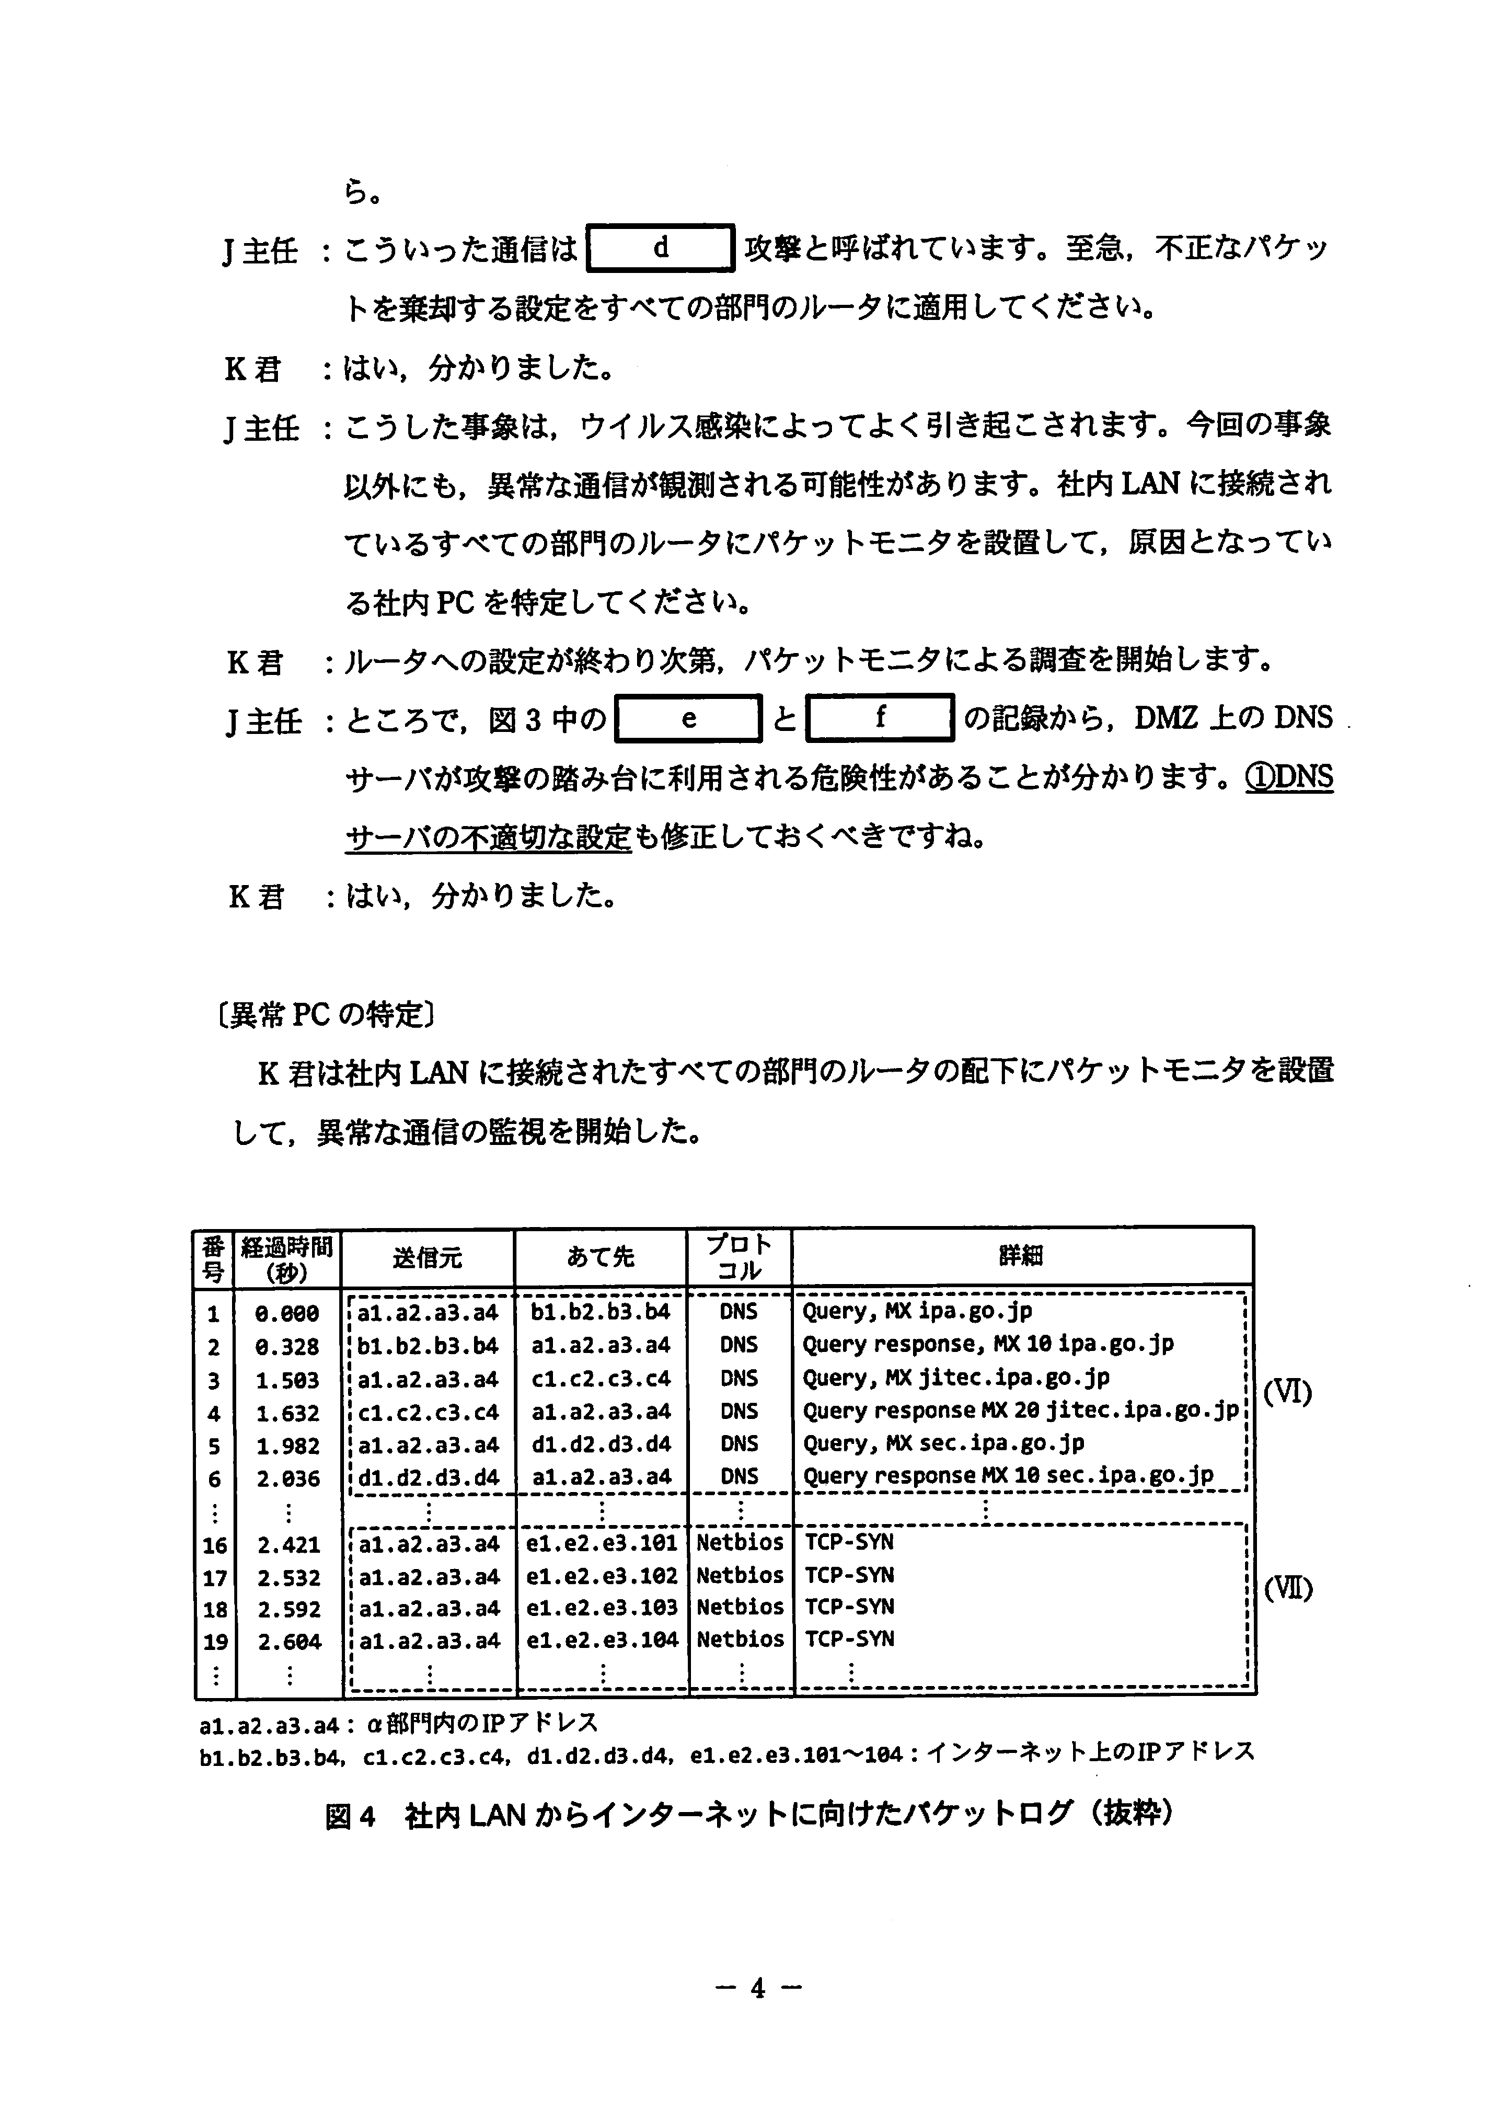 ら。
J主任 ：こういった通信は d 攻撃と呼ばれています。至急，不正なパケッ
トを棄却する設定をすべての部門のルータに適用してください。
K君 ：はい，分かりました。
J主任 ：こうした事象は，ウイルス感染によってよく引き起こされます。今回の事象
以外にも，異常な通信が観測される可能性があります。社内 LAN に接続され
ているすべての部門のルータにパケットモニタを設置して，原因となってい
る社内 PC を特定してください。
K君 ：ルータへの設定が終わり次第，パケットモニタによる調査を開始します。
J主任 ：ところで，図 3 中の e と f の記録から，DMZ 上の DNS
サーバが攻撃の踏み台に利用される危険性があることが分かります。①DNS
サーバの不適切な設定も修正しておくべきですね。
K君 ：はい，分かりました。
〔異常 PC の特定〕
K 君は社内 LAN に接続されたすべての部門のルータの配下にパケットモニタを設置
して，異常な通信の監視を開始した。
番号 経過時間(秒) 送信元 あて先 プロトコル 詳細
1 0.000 a1.a2.a3.a4 b1.b2.b3.b4 DNS Query, MX ipa.go.jp
2 0.328 b1.b2.b3.b4 a1.a2.a3.a4 DNS Query response, MX 10 ipa.go.jp
3 1.503 a1.a2.a3.a4 c1.c2.c3.c4 DNS Query, MX jitec.ipa.go.jp
(Ⅵ)
4 1.632 c1.c2.c3.c4 a1.a2.a3.a4 DNS Query response MX 20 jitec.ipa.go.jp
5 1.982 a1.a2.a3.a4 d1.d2.d3.d4 DNS Query, MX sec.ipa.go.jp
6 2.036 d1.d2.d3.d4 a1.a2.a3.a4 DNS Query response MX 10 sec.ipa.go.jp
⋮ ⋮ ⋮ ⋮ ⋮ ⋮
16 2.421 a1.a2.a3.a4 e1.e2.e3.101 Netbios TCP-SYN
17 2.532 a1.a2.a3.a4 e1.e2.e3.102 Netbios TCP-SYN
(Ⅶ)
18 2.592 a1.a2.a3.a4 e1.e2.e3.103 Netbios TCP-SYN
19 2.604 a1.a2.a3.a4 e1.e2.e3.104 Netbios TCP-SYN
⋮ ⋮ ⋮ ⋮ ⋮ ⋮
a1.a2.a3.a4：α部門内のIPアドレス
b1.b2.b3.b4, c1.c2.c3.c4, d1.d2.d3.d4, e1.e2.e3.101～104：インターネット上のIPアドレス
図 4 社内 LAN からインターネットに向けたパケットログ（抜粋）
－ 4 －